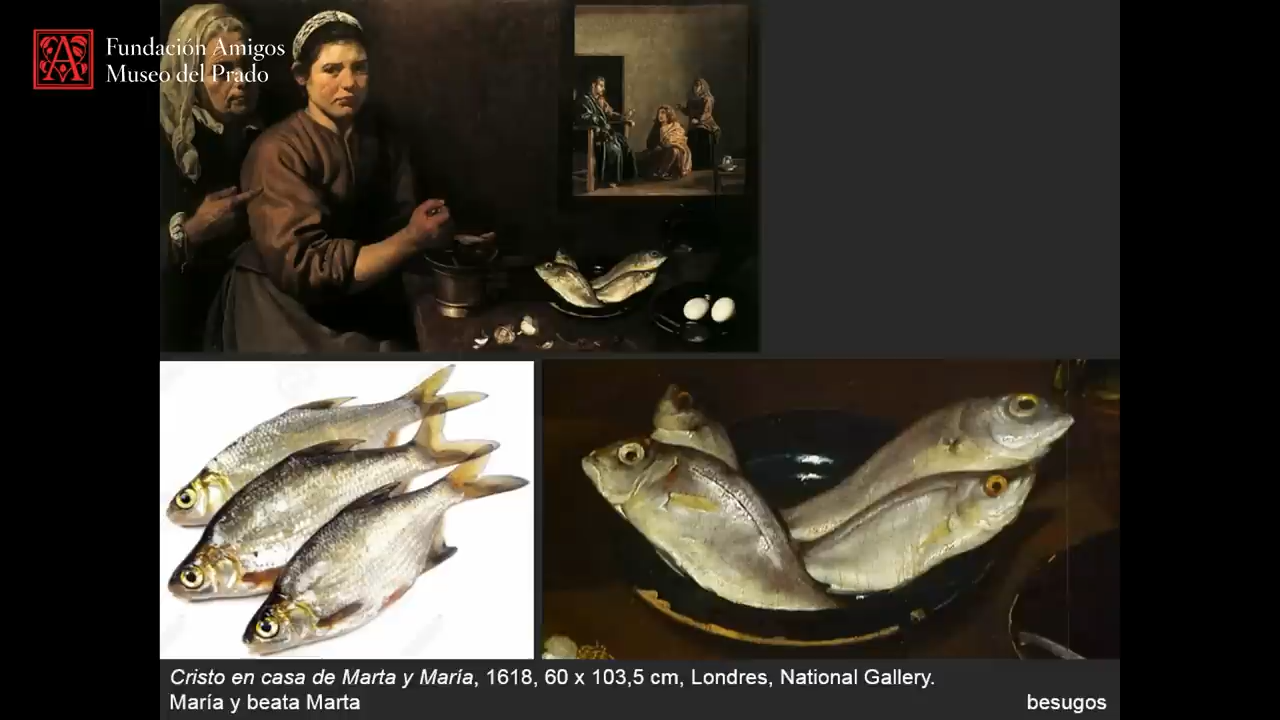 Fundación Amigos
Museo del Prado
Cristo en casa de Marta y María, 1618, 60 x 103,5 cm, Londres, National Gallery.
María y beata Marta
besugos